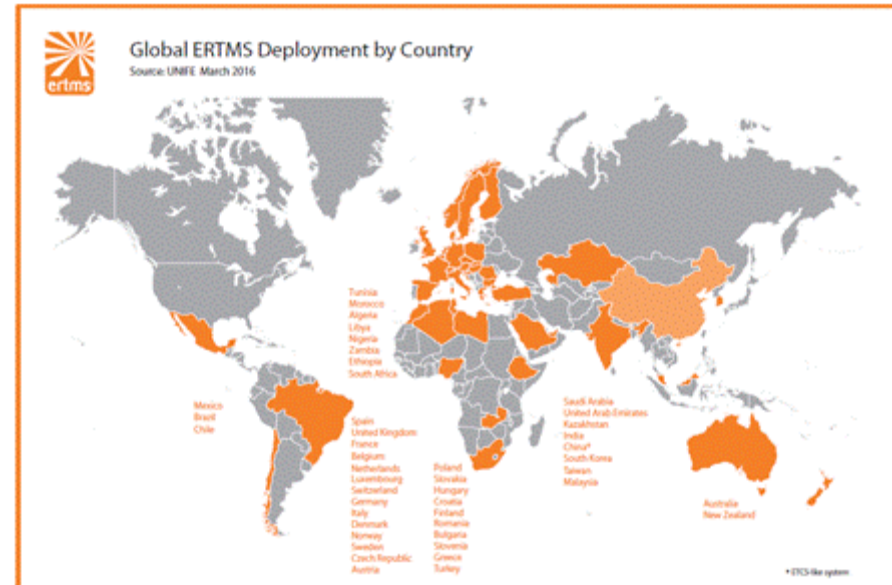 ertms
Global ERTMS Deployment by Country
Source: UNIFE March 2016
Tunisia
Morocco
Algeria
Libya
Nigeria
Zambia
Ethiopia
South Africa
Mexico
Brazil
Chile
Spain
United Kingdom
France
Belgium
Netherlands
Luxembourg
Switzerland
Germany
Italy
Denmark
Norway
Sweden
Czech Republic
Austria
Poland
Slovakia
Hungary
Croatia
Finland
Romania
Bulgaria
Slovenia
Greece
Turkey
Saudi Arabia
United Arab Emirates
Kazakhstan
India
China*
South Korea
Taiwan
Malaysia
Australia
New Zealand
* ETCS-like system